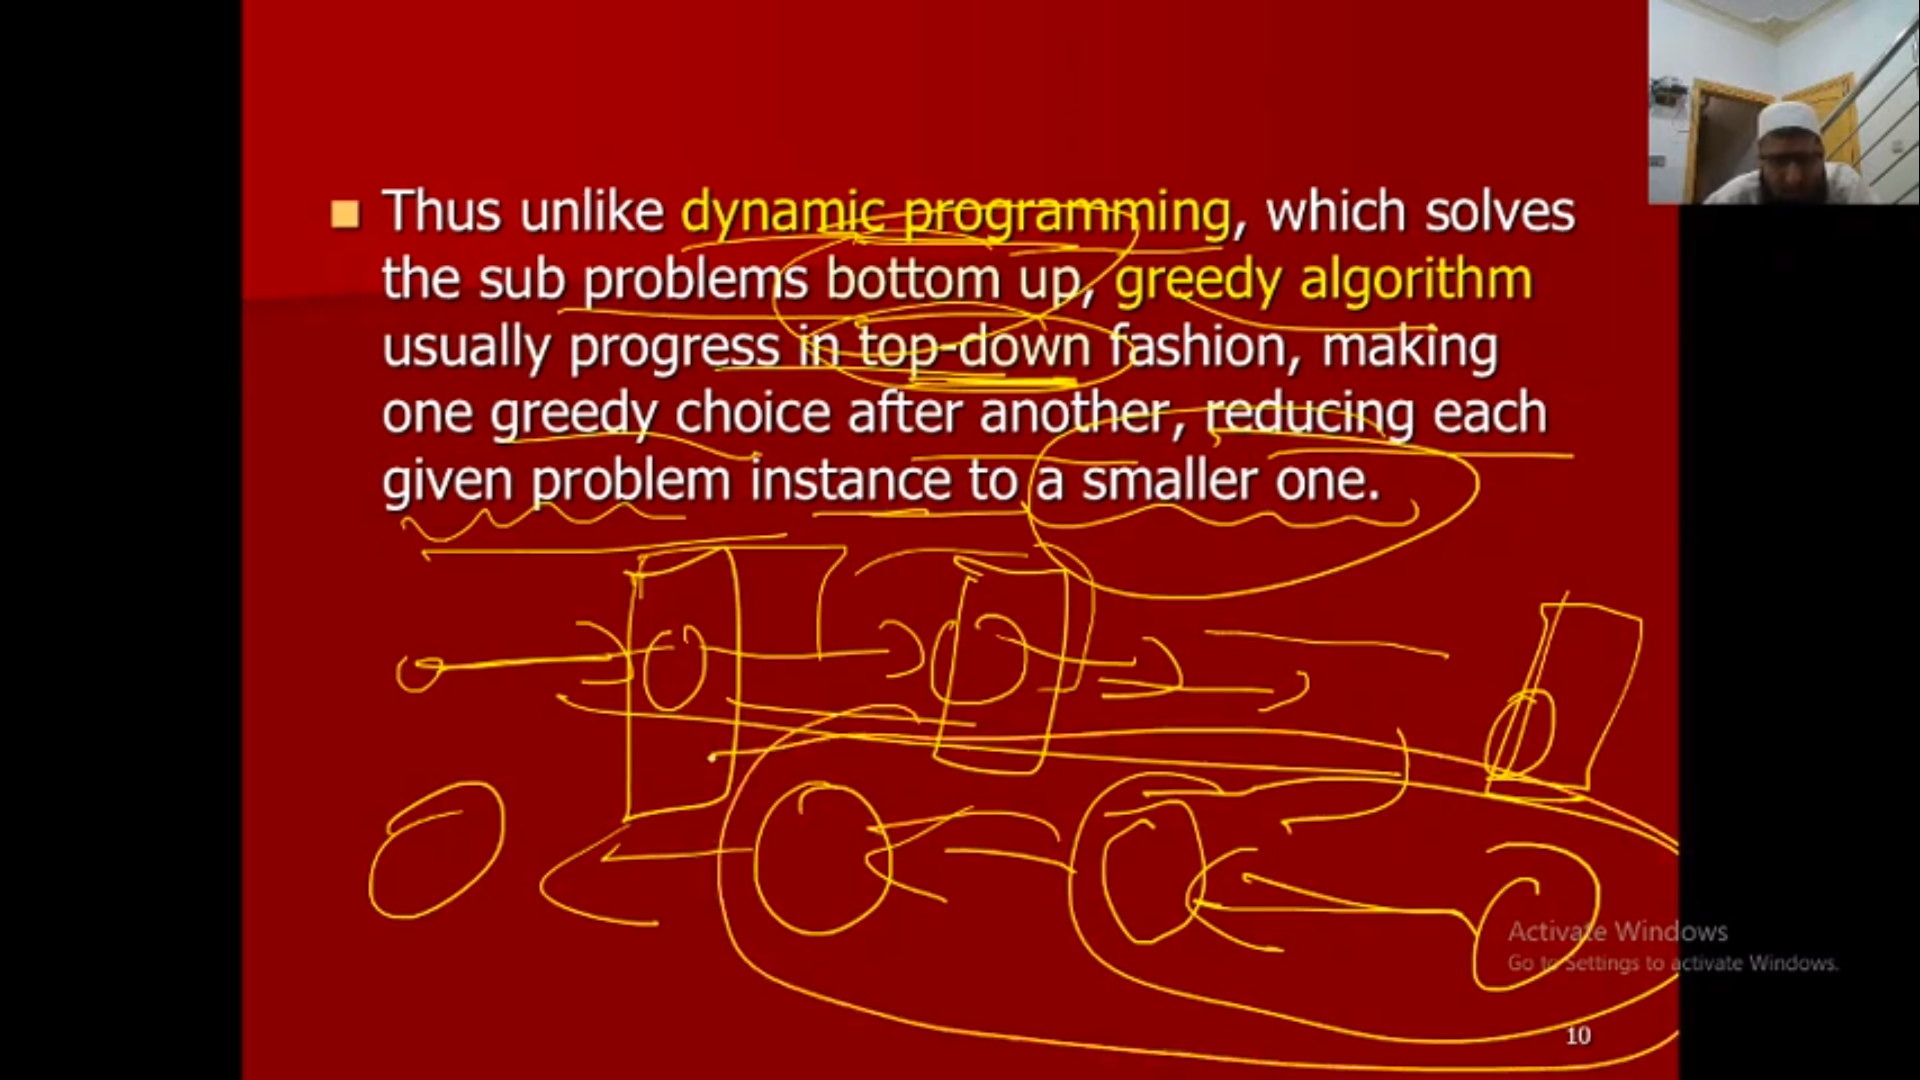 Thus unlike dynamic programming, which solves
the sub problems bottom up, greedy algorithm
usually progress in top-down fashion, making
one greedy choice after another, reducing each
given problem instance to a smaller one.
Activate Windows
Go to Settings to activate Windows.
10